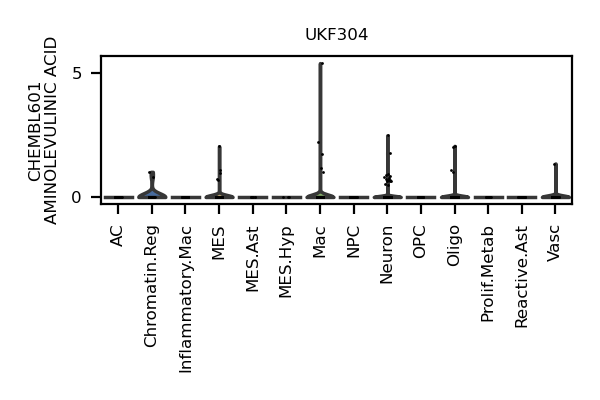 UKF304
CHEMBL601
AMINOLEVULINIC ACID
5
0
AC
Chromatin.Reg
Inflammatory.Mac
MES
MES.Ast
MES.Hyp
Mac
NPC
Neuron
OPC
Oligo
Prolif.Metab
Reactive.Ast
Vasc